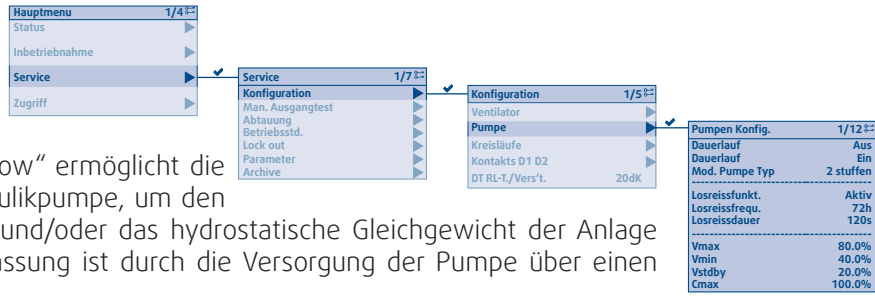 Hauptmenu 1/4
Status
Inbetriebnahme
Service
Zugriff
Service 1/7
Konfiguration
Man. Ausgangtest
Abtauung
Betriebsstd.
Lock out
Parameter
Archive
Konfiguration 1/5
Ventilator
Pumpe
Kreisläufe
Kontakts D1 D2
DT RL-T./Vers't. 20dK
Pumpen Konfig. 1/12
Dauerlauf Aus
Dauerlauf Ein
Mod. Pumpe Typ 2 stuffen
Losreissfunkt. Aktiv
Losreissfrequ. 72h
Losreissdauer 120s
Vmax 80.0%
Vmin 40.0%
Vstdby 20.0%
Cmax 100.0%
ow“ ermöglicht die
ulikpumpe, um den
und/oder das hydrostatische Gleichgewicht der Anlage
assung ist durch die Versorgung der Pumpe über einen